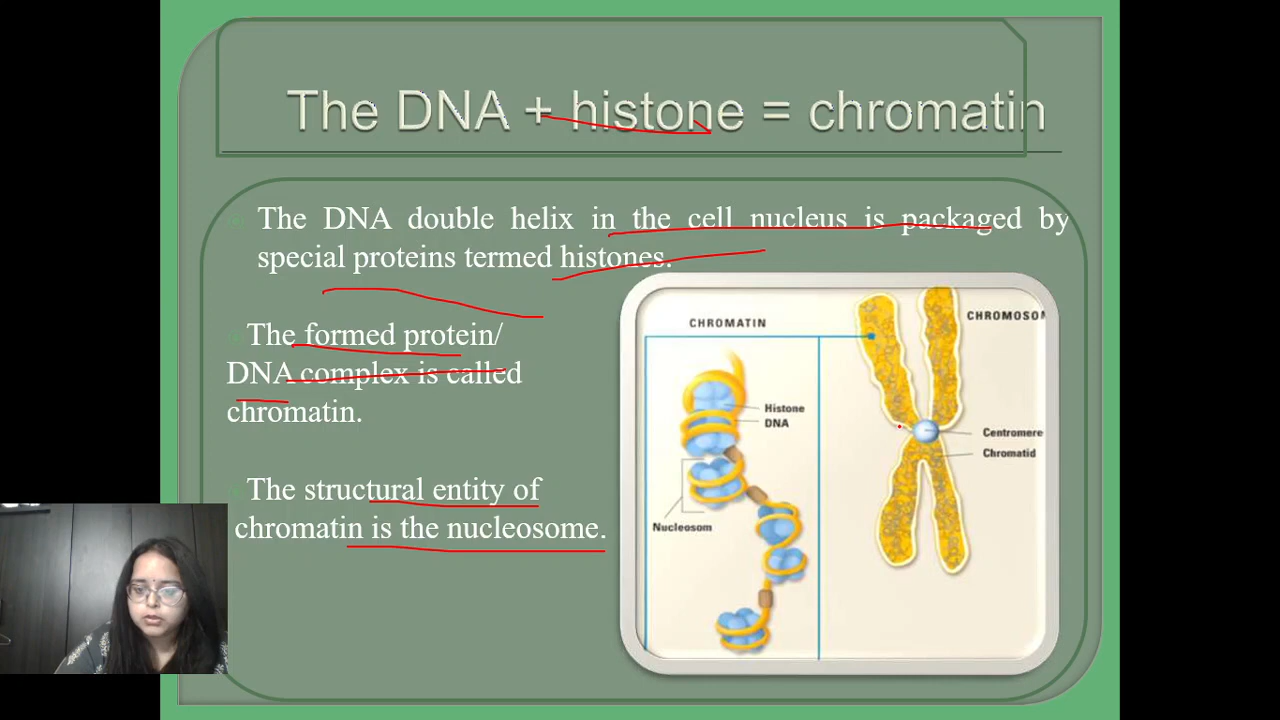 The DNA + histone = chromatin
The DNA double helix in the cell nucleus is packaged by
special proteins termed histones.
The formed protein/
DNA complex is called
chromatin.
The structural entity of
chromatin is the nucleosome.
CHROMATIN
Histone
DNA
Nucleosom
CHROMOSOM
Centromere
Chromatid